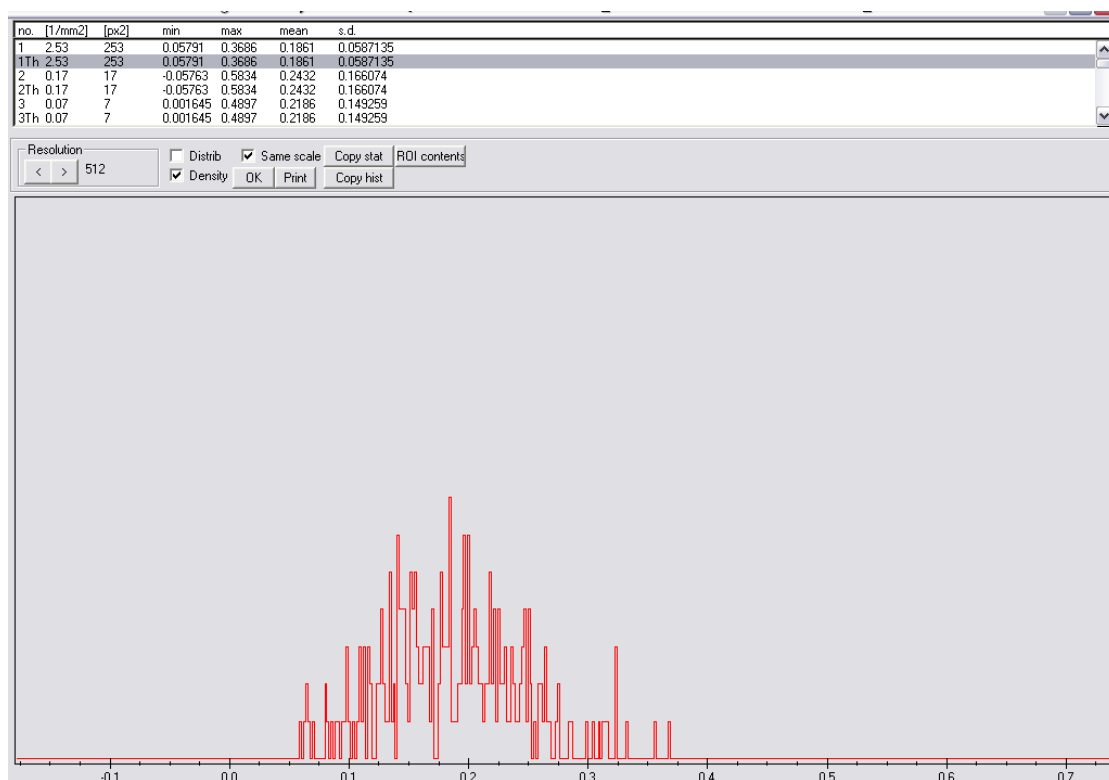 no. [1/mm2] [px2] min max mean s.d.
1 2.53 253 0.05791 0.3686 0.1861 0.0587135
1Th 2.53 253 0.05791 0.3686 0.1861 0.0587135
2 0.17 17 -0.05763 0.5834 0.2432 0.166074
2Th 0.17 17 -0.05763 0.5834 0.2432 0.166074
3 0.07 7 0.001645 0.4897 0.2186 0.149259
3Th 0.07 7 0.001645 0.4897 0.2186 0.149259
Resolution
< > 512
Distrib Same scale Copy stat ROI contents
Density OK Print Copy hist
-0.1 0.0 0.1 0.2 0.3 0.4 0.5 0.6 0.7